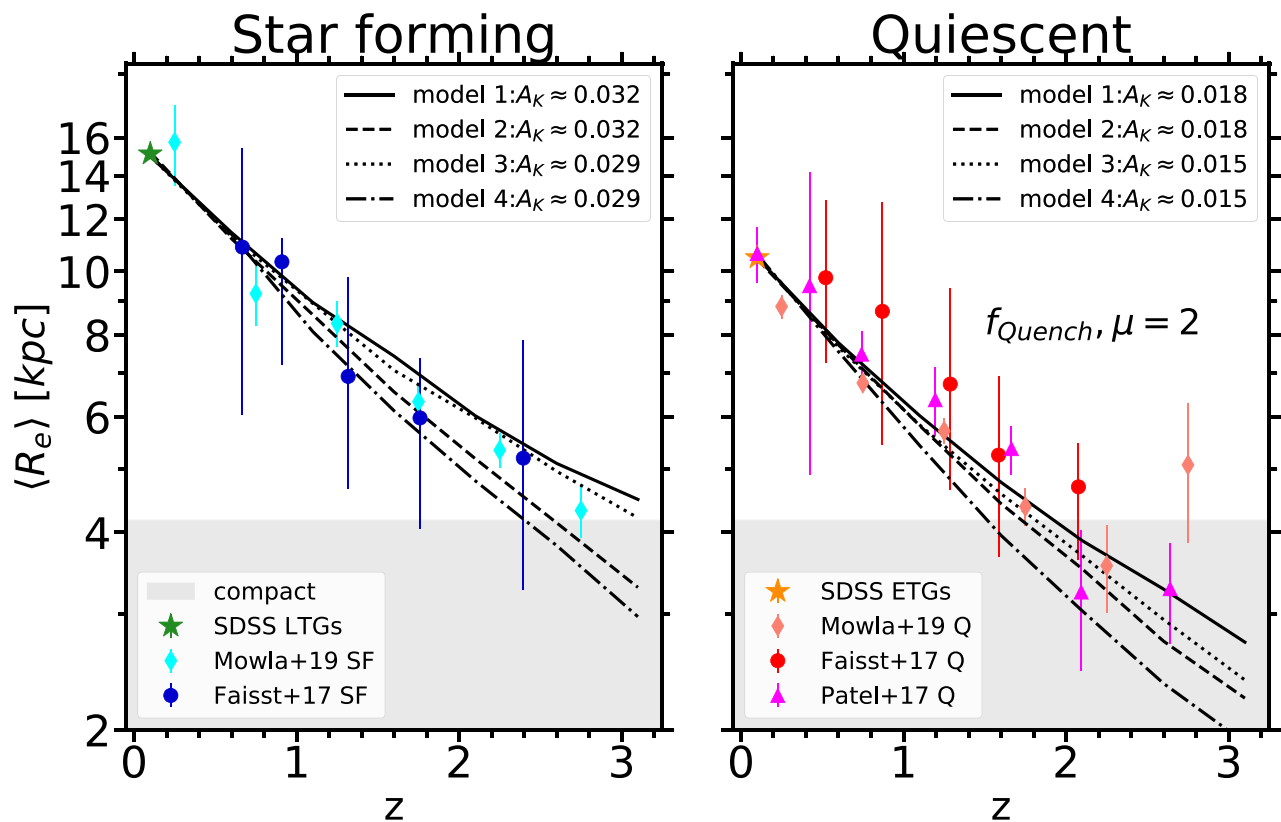 Star forming
Quiescent
model 1:A_K ≈ 0.032
model 2:A_K ≈ 0.032
model 3:A_K ≈ 0.029
model 4:A_K ≈ 0.029
model 1:A_K ≈ 0.018
model 2:A_K ≈ 0.018
model 3:A_K ≈ 0.015
model 4:A_K ≈ 0.015
16
14
12
10
8
6
4
2
⟨R_e⟩ [kpc]
f_Quench, μ = 2
compact
SDSS LTGs
Mowla+19 SF
Faisst+17 SF
SDSS ETGs
Mowla+19 Q
Faisst+17 Q
Patel+17 Q
0 1 2 3
0 1 2 3
z
z